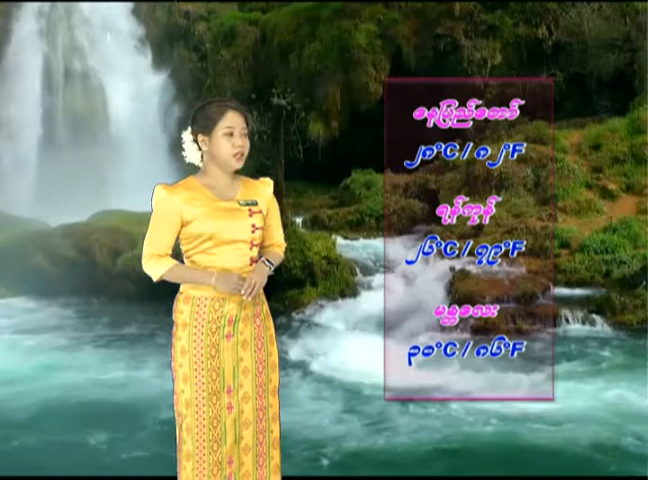 နေပြည်တော်
၂၈°C / ၈၂°F
ရန်ကုန်
၂၆°C / ၇၉°F
မန္တလေး
၃၀°C / ၈၆°F